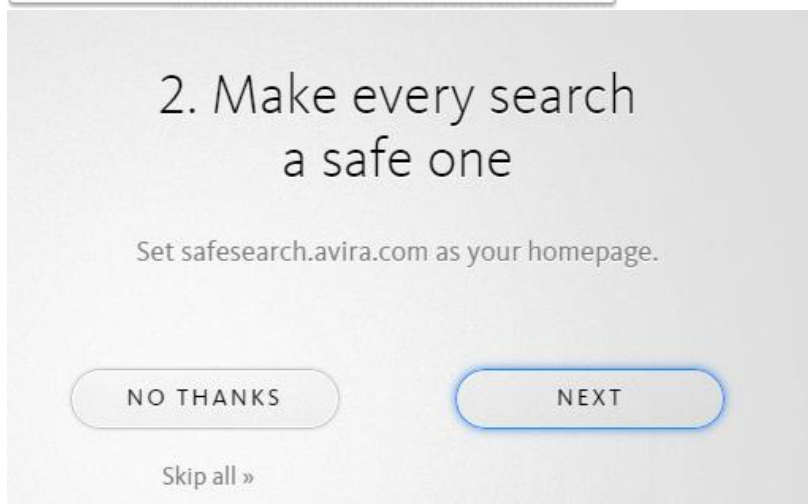 2. Make every search
a safe one
Set safesearch.avira.com as your homepage.
NO THANKS
NEXT
Skip all »